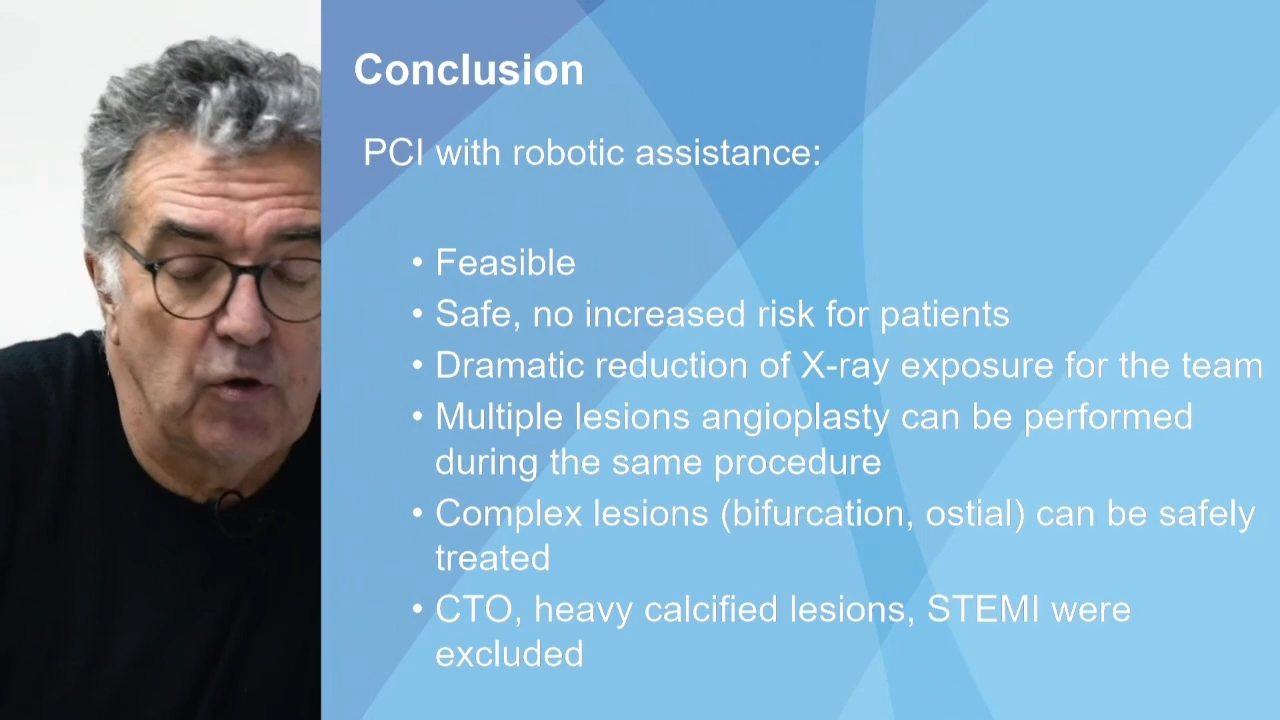 Conclusion
PCI with robotic assistance:
• Feasible
• Safe, no increased risk for patients
• Dramatic reduction of X-ray exposure for the team
• Multiple lesions angioplasty can be performed
during the same procedure
• Complex lesions (bifurcation, ostial) can be safely
treated
• CTO, heavy calcified lesions, STEMI were
excluded